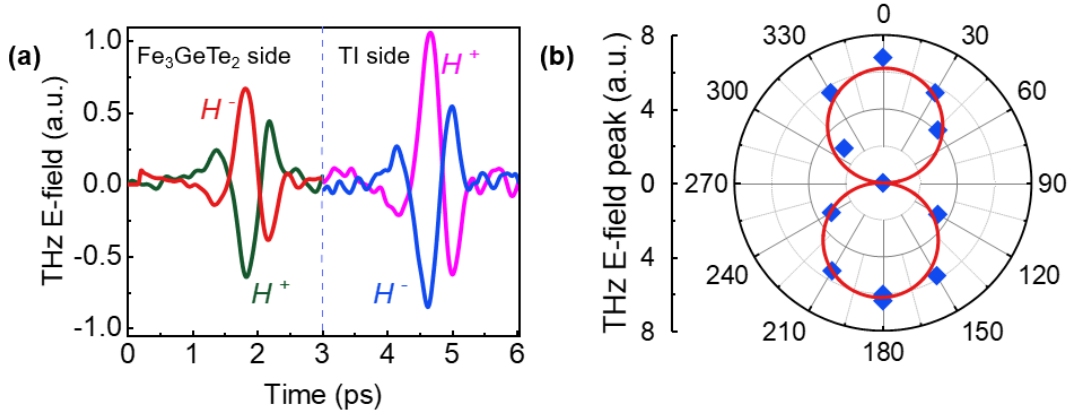 (a)
Fe₃GeTe₂ side
TI side
H⁻
H⁺
H⁺
H⁻
1.0
0.5
0.0
-0.5
-1.0
THz E-field (a.u.)
0 1 2 3 4 5 6
Time (ps)
(b)
THz E-field peak (a.u.)
8
4
0
4
8
0
30
60
90
120
150
180
210
240
270
300
330